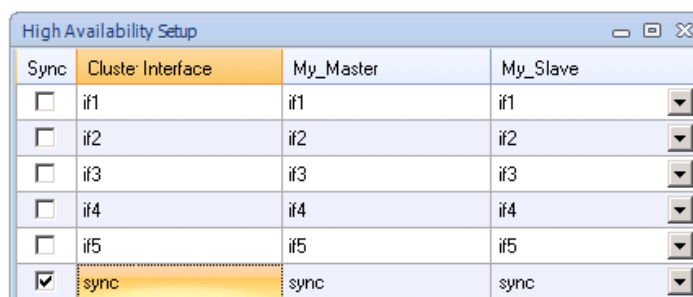 High Availability Setup
Sync Cluster Interface My_Master My_Slave
if1 if1 if1
if2 if2 if2
if3 if3 if3
if4 if4 if4
if5 if5 if5
sync sync sync